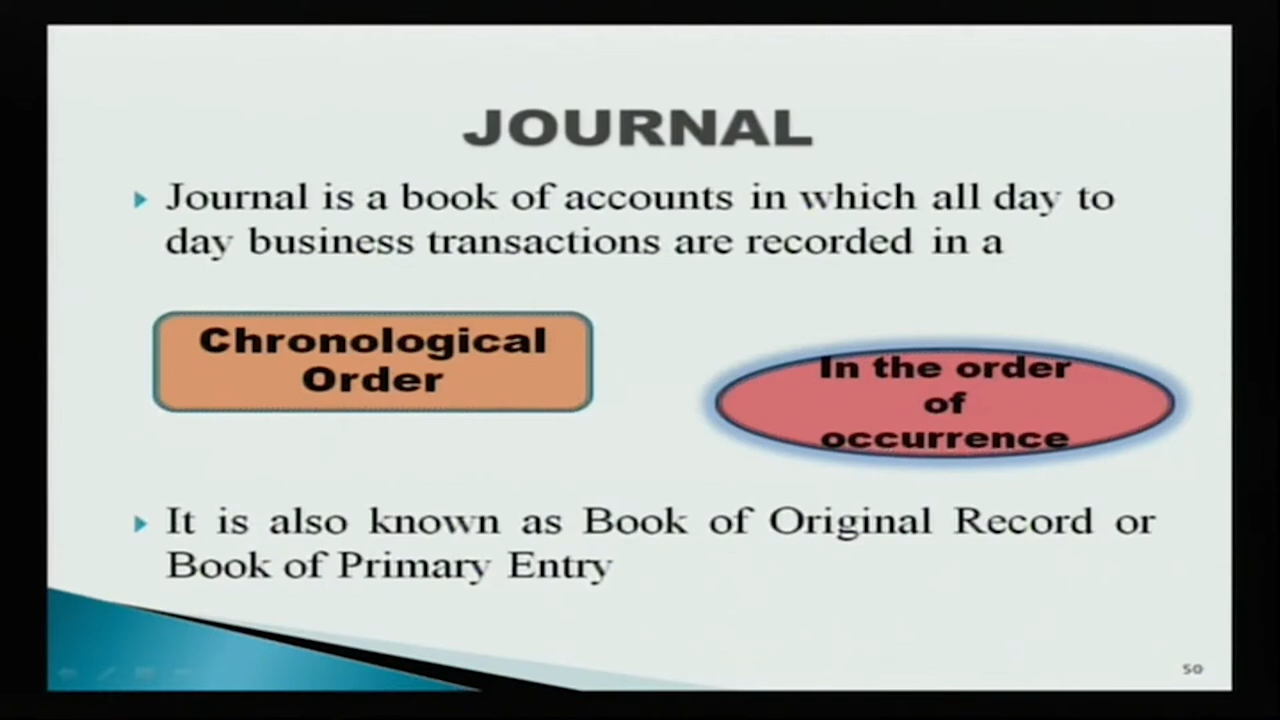 JOURNAL
Journal is a book of accounts in which all day to
day business transactions are recorded in a
Chronological
Order
In the order
of
occurrence
It is also known as Book of Original Record or
Book of Primary Entry
50